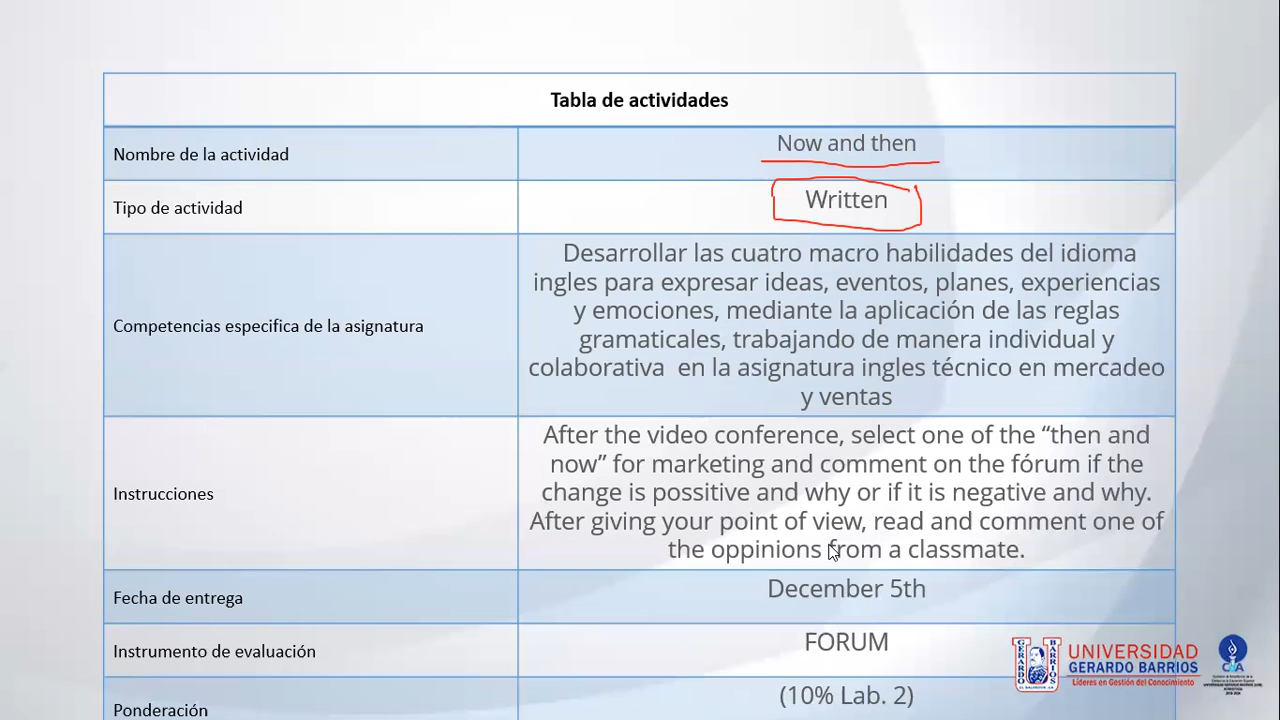 Tabla de actividades
Nombre de la actividad
Now and then
Tipo de actividad
Written
Competencias especifica de la asignatura
Desarrollar las cuatro macro habilidades del idioma
ingles para expresar ideas, eventos, planes, experiencias
y emociones, mediante la aplicación de las reglas
gramaticales, trabajando de manera individual y
colaborativa en la asignatura ingles técnico en mercadeo
y ventas
Instrucciones
After the video conference, select one of the “then and
now” for marketing and comment on the fórum if the
change is possitive and why or if it is negative and why.
After giving your point of view, read and comment one of
the oppinions from a classmate.
Fecha de entrega
December 5th
Instrumento de evaluación
FORUM
Ponderación
(10% Lab. 2)
GERARDO
BARRIOS
UNIVERSIDAD
GERARDO BARRIOS
Líderes en Gestión del Conocimiento